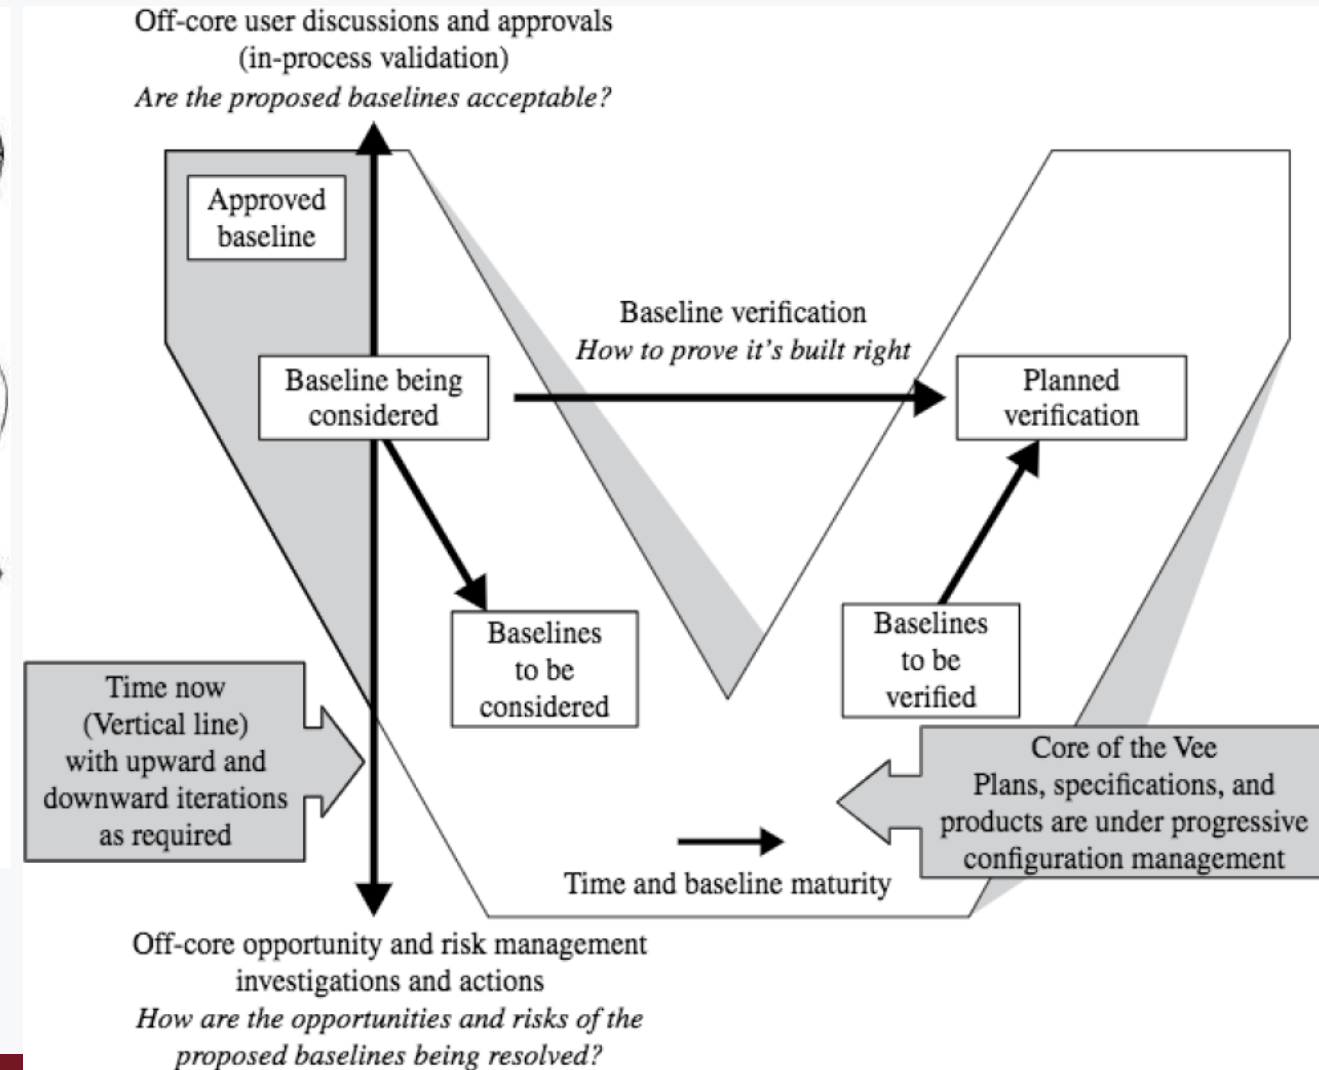 Off-core user discussions and approvals
(in-process validation)
Are the proposed baselines acceptable?
Approved
baseline
Baseline verification
How to prove it's built right
Baseline being
considered
Planned
verification
Baselines
to be
considered
Baselines
to be
verified
Time now
(Vertical line)
with upward and
downward iterations
as required
Core of the Vee
Plans, specifications, and
products are under progressive
configuration management
Time and baseline maturity
Off-core opportunity and risk management
investigations and actions
How are the opportunities and risks of the
proposed baselines being resolved?